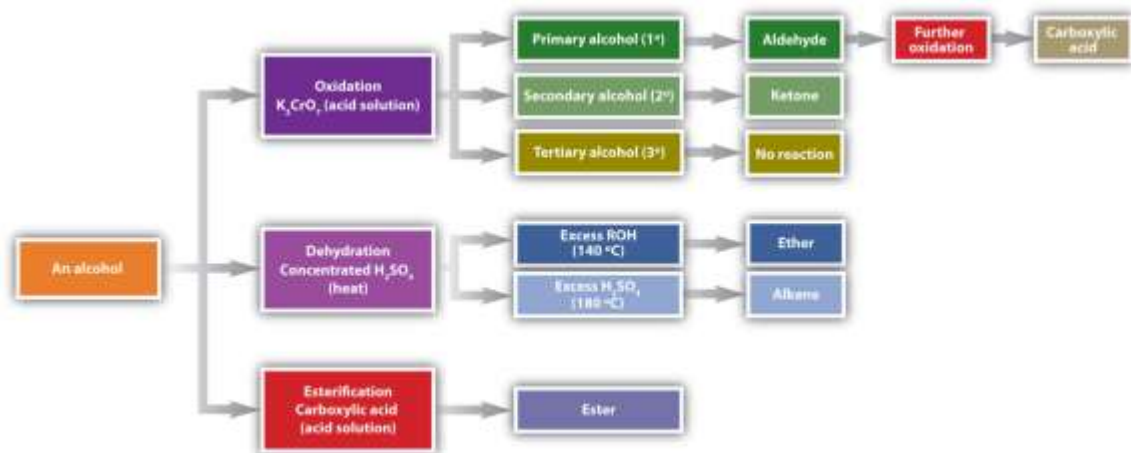 Primary alcohol (1°)
Aldehyde
Further
oxidation
Carboxylic
acid
Oxidation
K₂CrO₇ (acid solution)
Secondary alcohol (2°)
Ketone
Tertiary alcohol (3°)
No reaction
An alcohol
Dehydration
Concentrated H₂SO₄
(heat)
Excess ROH
(140 °C)
Ether
Excess H₂SO₄
(180 °C)
Esterification
Carboxylic acid
(acid solution)
Ester